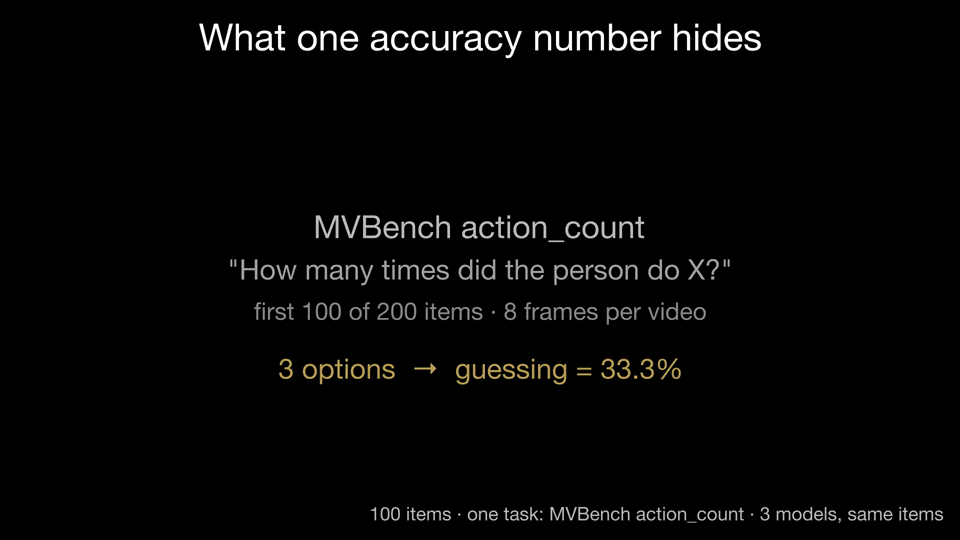 What one accuracy number hides
MVBench action_count
"How many times did the person do X?"
first 100 of 200 items · 8 frames per video
3 options → guessing = 33.3%
100 items · one task: MVBench action_count · 3 models, same items